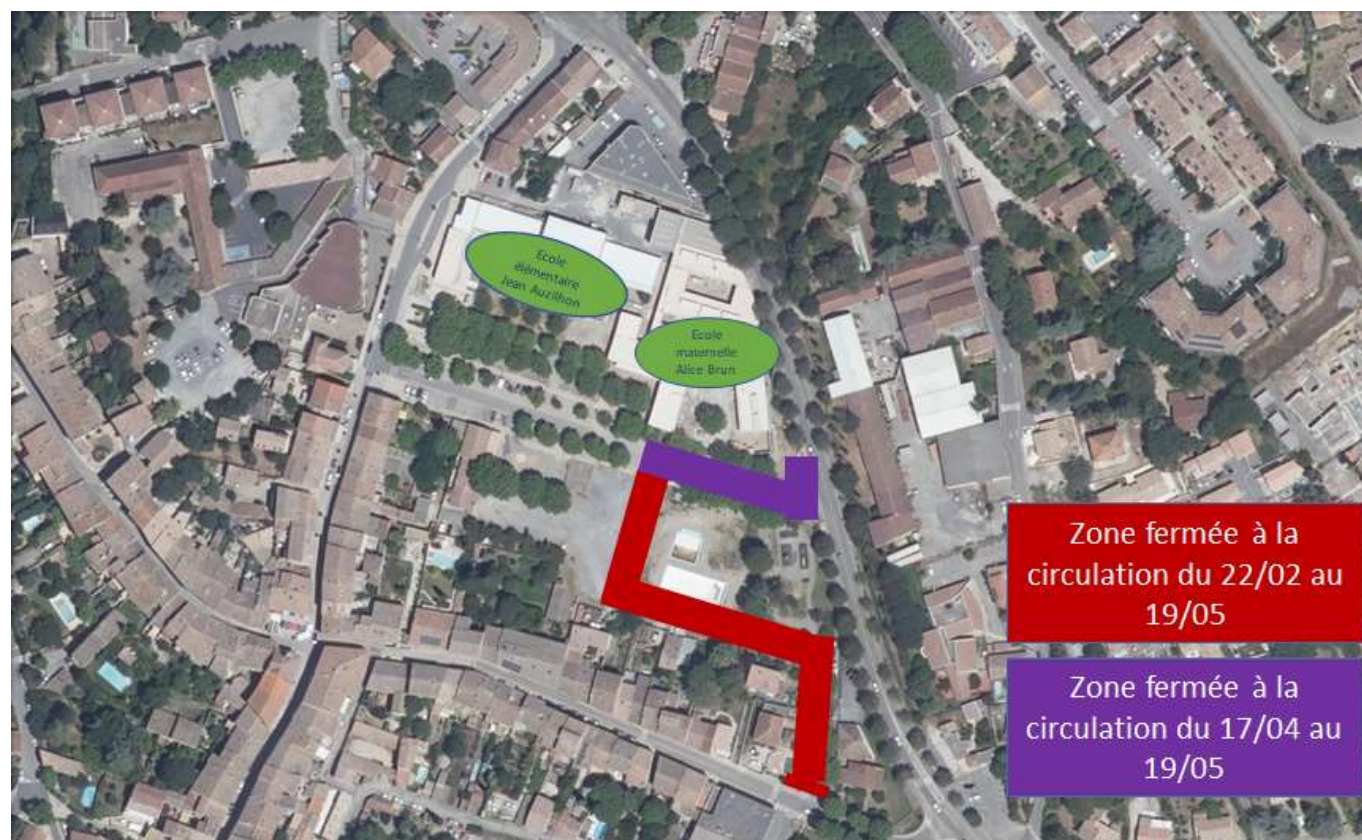 Ecole
élémentaire
Jean Auzilhon
Ecole
maternelle
Alice Brun
Zone fermée à la
circulation du 22/02 au
19/05
Zone fermée à la
circulation du 17/04 au
19/05